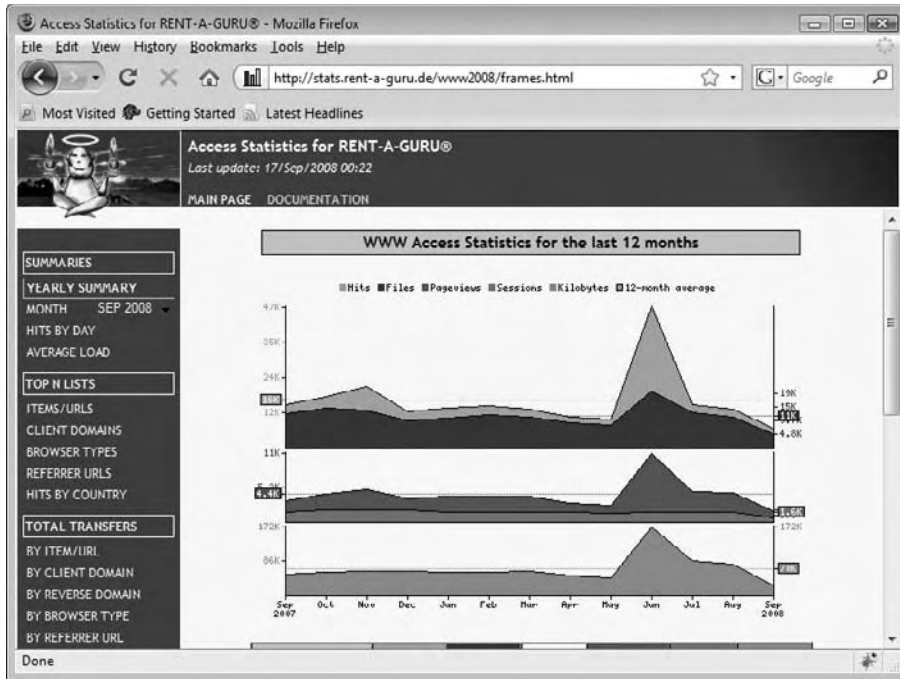 Access Statistics for RENT-A-GURU® - Mozilla Firefox
File Edit View History Bookmarks Tools Help
http://stats.rent-a-guru.de/www2008/frames.html
G Google
Most Visited Getting Started Latest Headlines
Access Statistics for RENT-A-GURU®
Last update: 17/Sep/2008 00:22
MAIN PAGE DOCUMENTATION
SUMMARIES
YEARLY SUMMARY
MONTH SEP 2008
HITS BY DAY
AVERAGE LOAD
TOP N LISTS
ITEMS/URLS
CLIENT DOMAINS
BROWSER TYPES
REFERRER URLS
HITS BY COUNTRY
TOTAL TRANSFERS
BY ITEM/URL
BY CLIENT DOMAIN
BY REVERSE DOMAIN
BY BROWSER TYPE
BY REFERRER URL
WWW Access Statistics for the last 12 months
Hits Files Pageviews Sessions Kilobytes 12-month average
47K
36K
24K
16K
12K
19K
15K
11K
4.8K
11K
4.4K
1.6K
172K 172K
86K
78K
Sep Oct Nov Dec Jan Feb Mar Apr May Jun Jul Aug Sep
2007 2008
Done